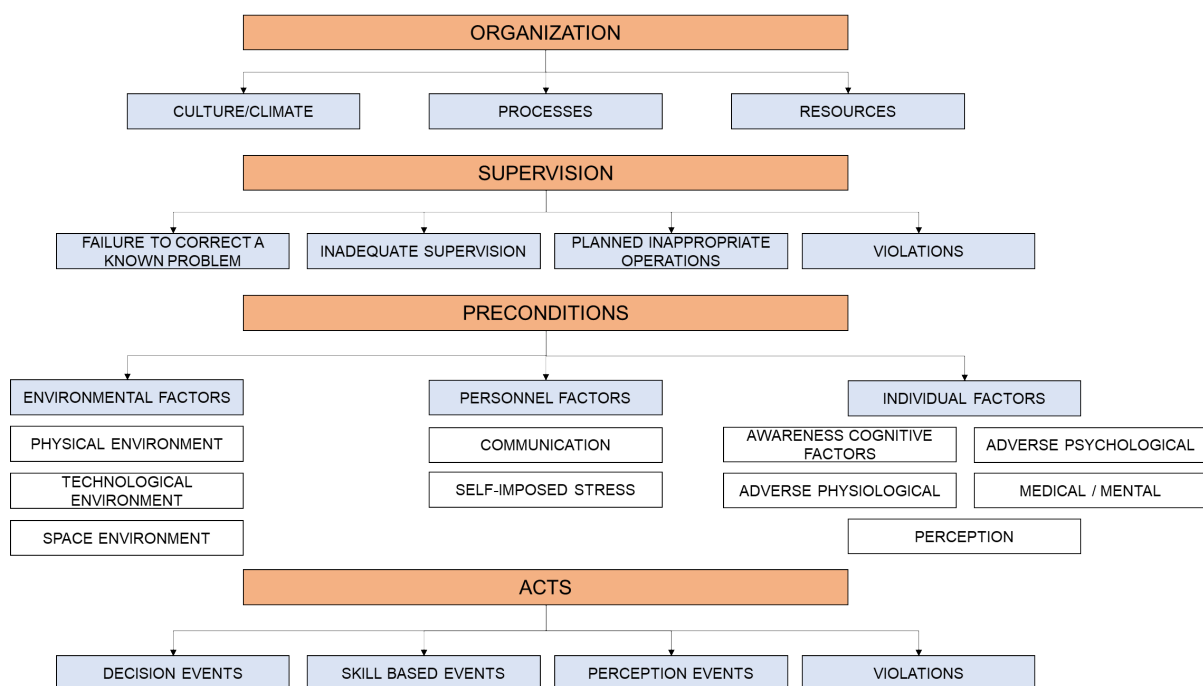 ORGANIZATION
CULTURE/CLIMATE
PROCESSES
RESOURCES
SUPERVISION
FAILURE TO CORRECT A
KNOWN PROBLEM
INADEQUATE SUPERVISION
PLANNED INAPPROPRIATE
OPERATIONS
VIOLATIONS
PRECONDITIONS
ENVIRONMENTAL FACTORS
PHYSICAL ENVIRONMENT
TECHNOLOGICAL
ENVIRONMENT
SPACE ENVIRONMENT
PERSONNEL FACTORS
COMMUNICATION
SELF-IMPOSED STRESS
INDIVIDUAL FACTORS
AWARENESS COGNITIVE
FACTORS
ADVERSE PSYCHOLOGICAL
ADVERSE PHYSIOLOGICAL
MEDICAL / MENTAL
PERCEPTION
ACTS
DECISION EVENTS
SKILL BASED EVENTS
PERCEPTION EVENTS
VIOLATIONS